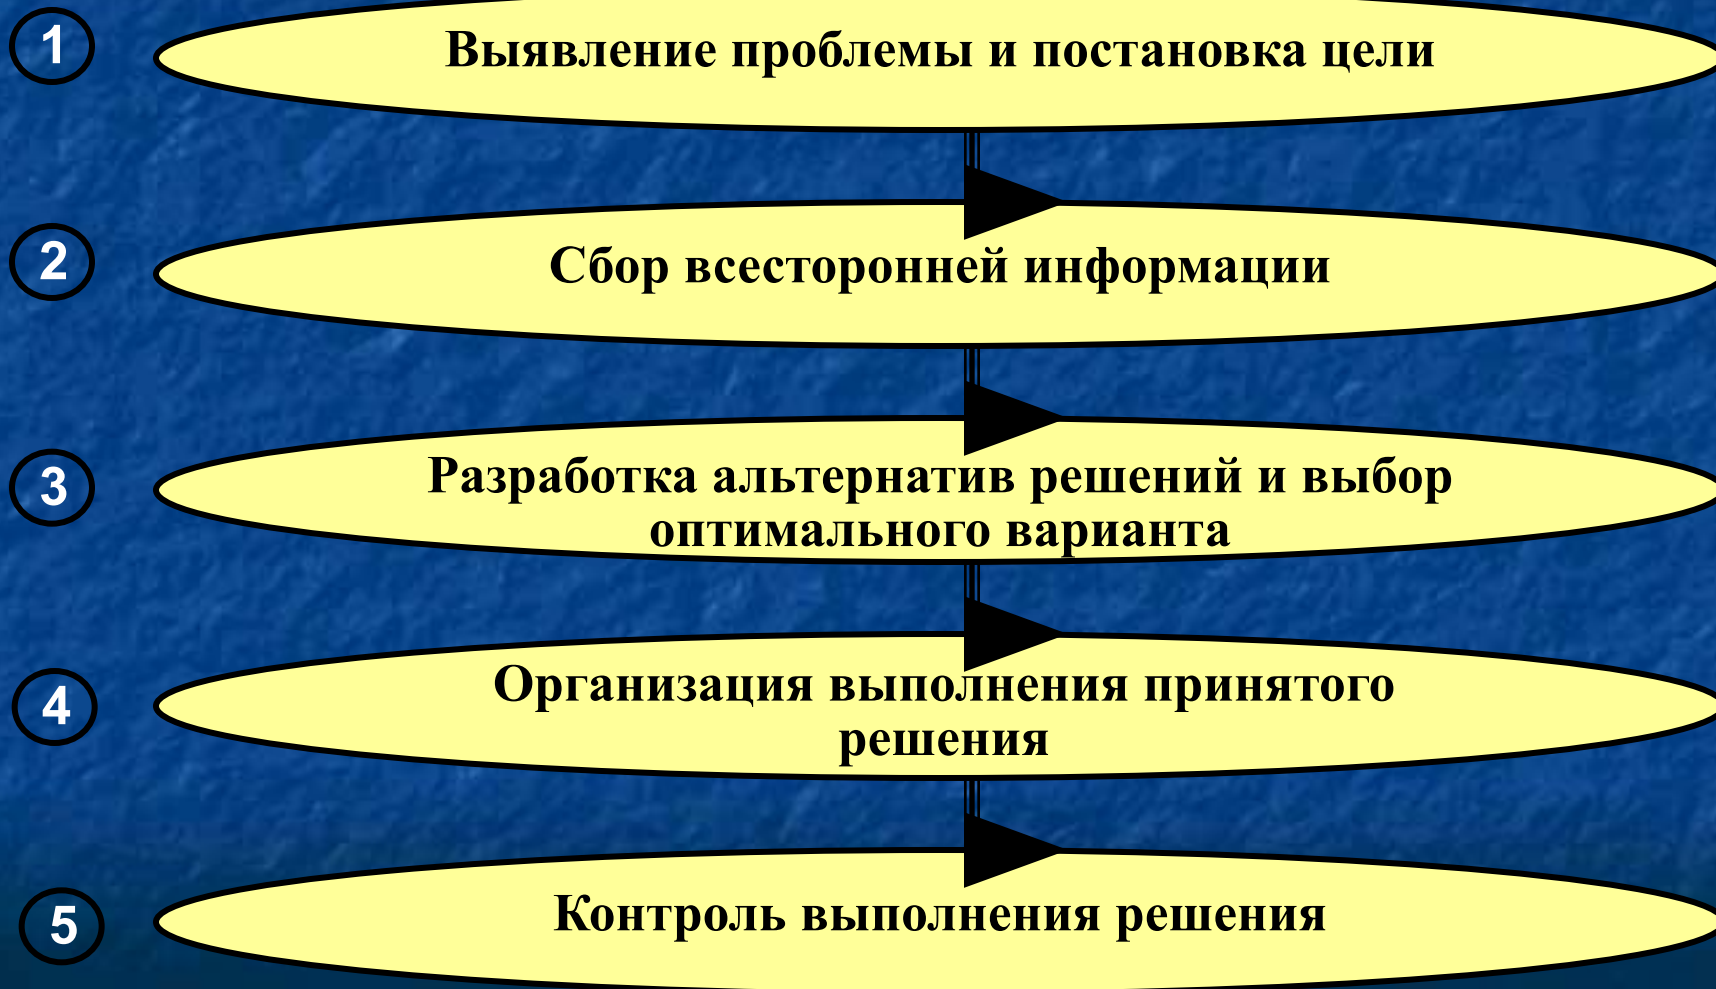 1
Выявление проблемы и постановка цели
2
Сбор всесторонней информации
3
Разработка альтернатив решений и выбор
оптимального варианта
4
Организация выполнения принятого
решения
5
Контроль выполнения решения